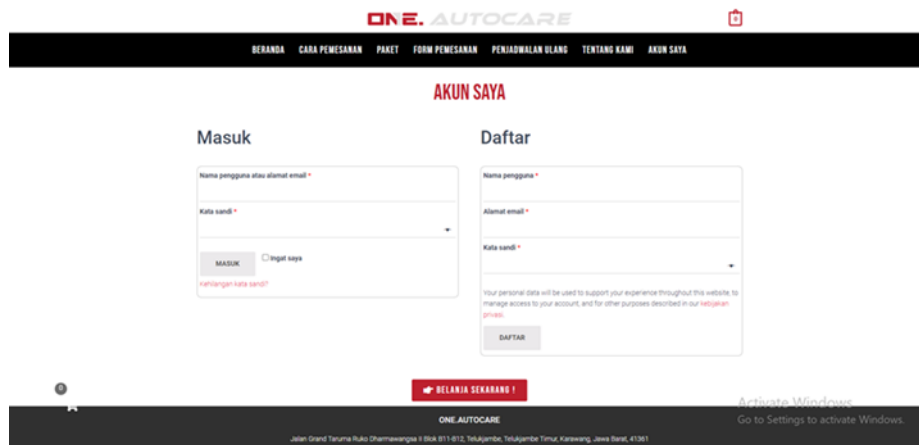 ONE. AUTOCARE
0
BERANDA CARA PEMESANAN PAKET FORM PEMESANAN PENJADWALAN ULANG TENTANG KAMI AKUN SAYA
AKUN SAYA
Masuk
Nama pengguna atau alamat email *
Kata sandi *
MASUK Ingat saya
Kehilangan kata sandi?
Daftar
Nama pengguna *
Alamat email *
Kata sandi *
Your personal data will be used to support your experience throughout this website, to
manage access to your account, and for other purposes described in our kebijakan
privasi.
DAFTAR
0
BELANJA SEKARANG !
Activate Windows
Go to Settings to activate Windows.
ONE.AUTOCARE
Jalan Grand Taruma Ruko Dharmawangsa II Blok B11-B12, Telukjambe, Telukjambe Timur, Karawang, Jawa Barat, 41361